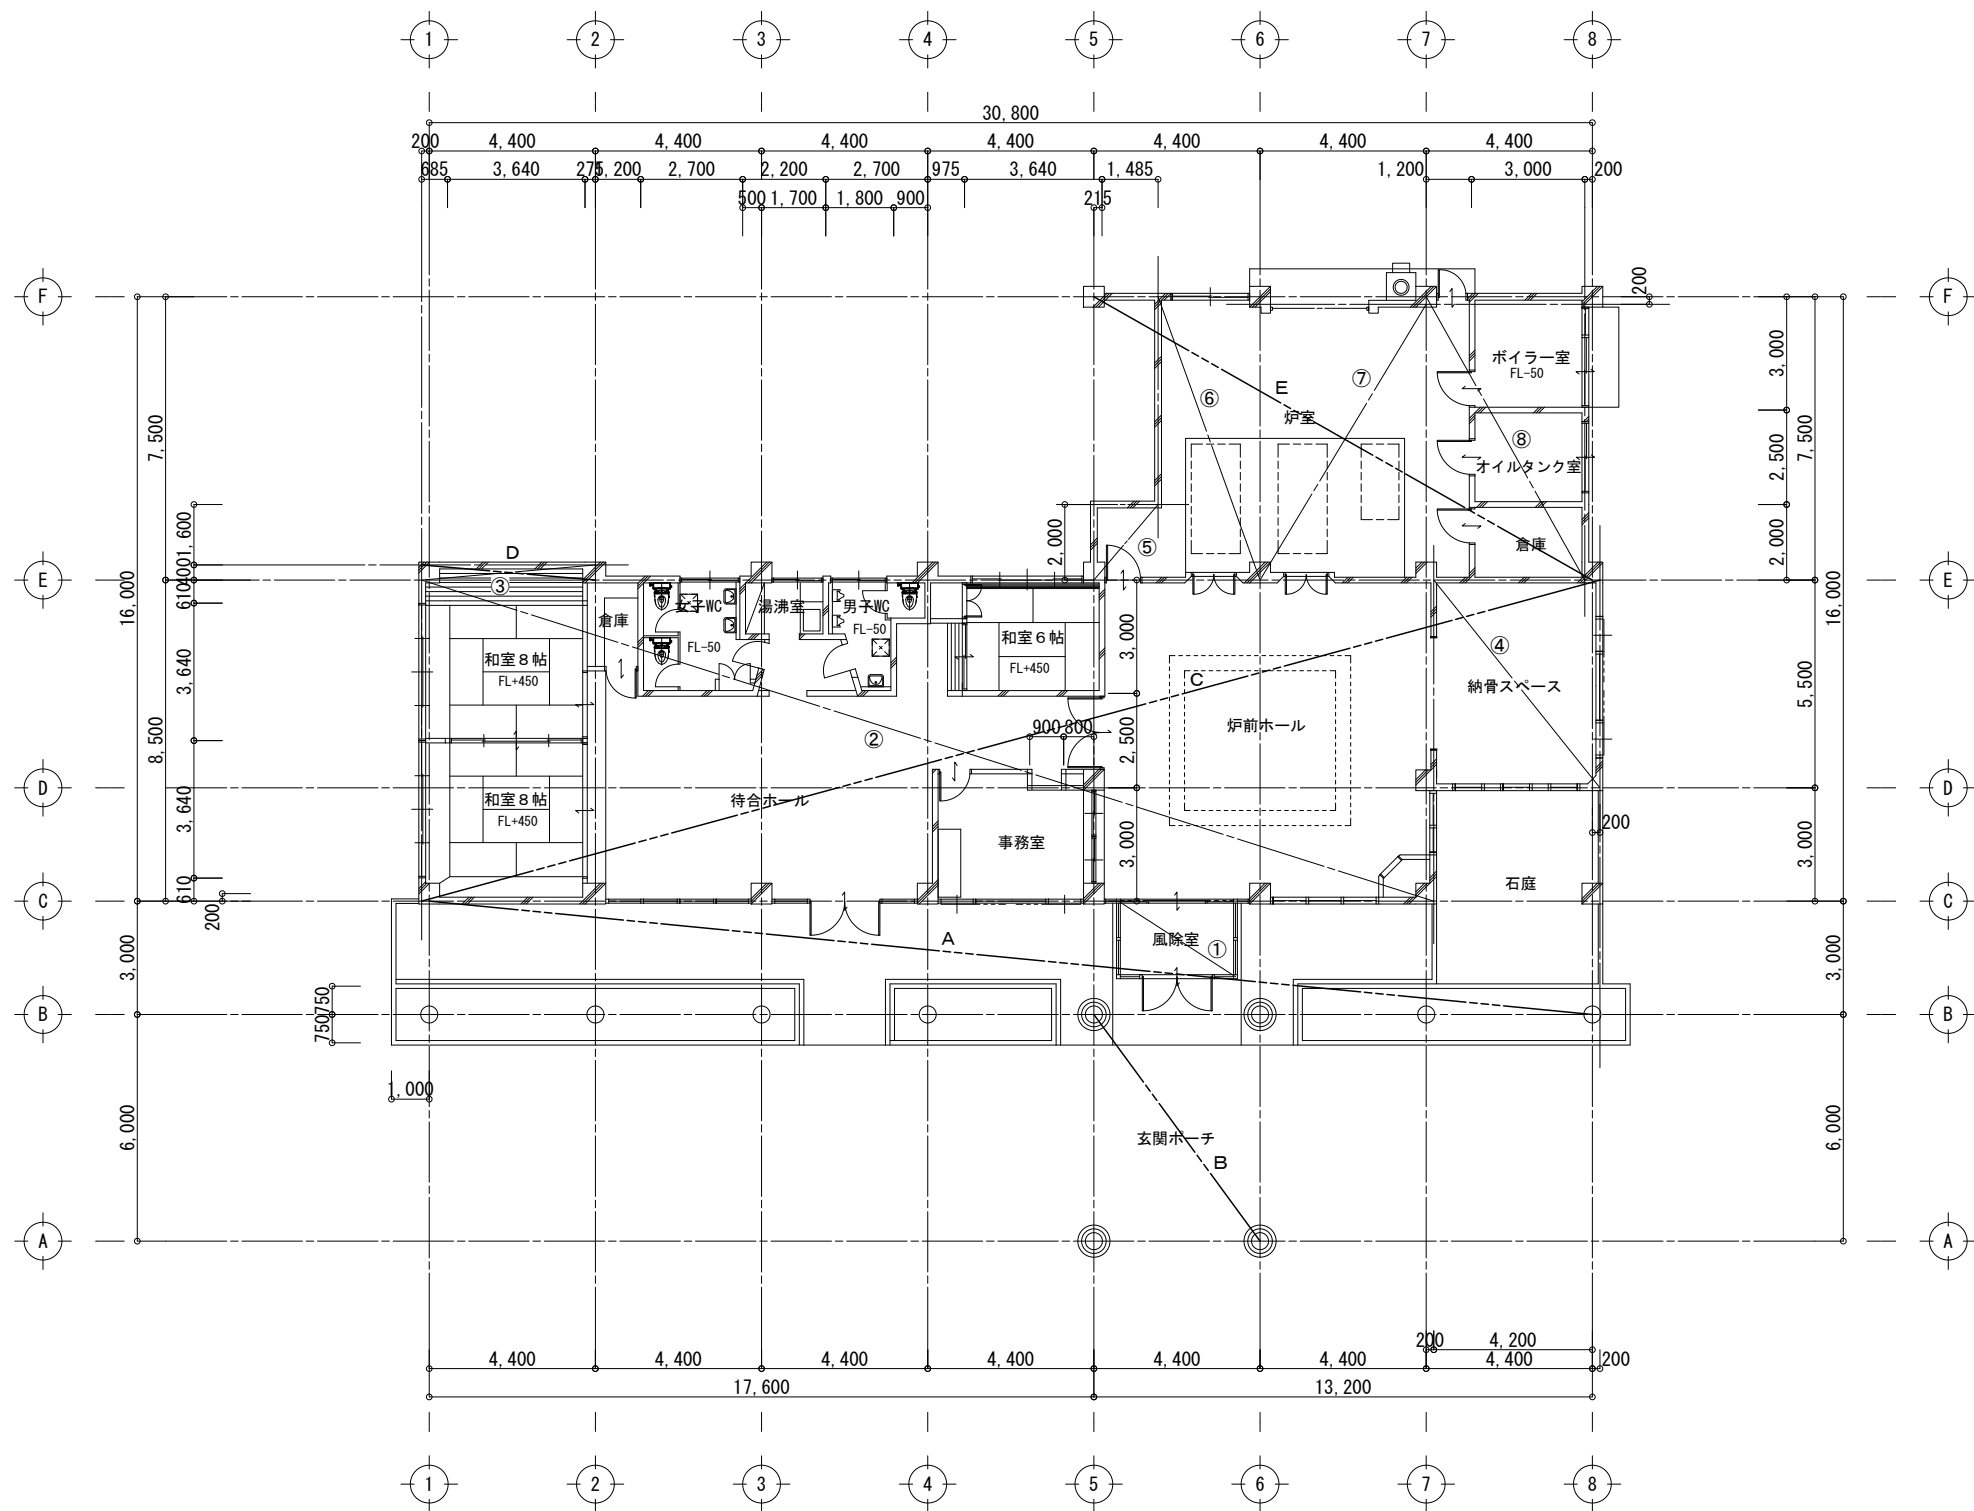 1 2 3 4 5 6 7 8
30,800
200 4,400 4,400 4,400 4,400 4,400 4,400 4,400
685 3,640 275 1,200 2,700 2,200 2,700 975 3,640 1,485 1,200 3,000 200
500 1,700 1,800 900 215
F F
200
7,500
ボイラー室
FL-50
3,000
7,500
⑥ E ⑦
炉室
⑧
オイルタンク室
2,500
1,600
2,000
⑤
倉庫
2,000
D
③
E E
610 400
16,000
16,000
倉庫
女子WC
FL-50
湯沸室
男子WC
FL-50
和室6帖
FL+450
3,000
和室8帖
FL+450
3,640
8,500
C
④
納骨スペース
5,500
②
900 800
2,500
炉前ホール
D D
和室8帖
FL+450
3,640
待合ホール
事務室
3,000
200
3,000
石庭
610
200
C C
A
風除室
①
3,000
3,000
750 750
B B
1,000
6,000
玄関ポーチ
B
6,000
A A
200 4,200
4,400 4,400 4,400 4,400 4,400 4,400 4,400 200
17,600 13,200
1 2 3 4 5 6 7 8